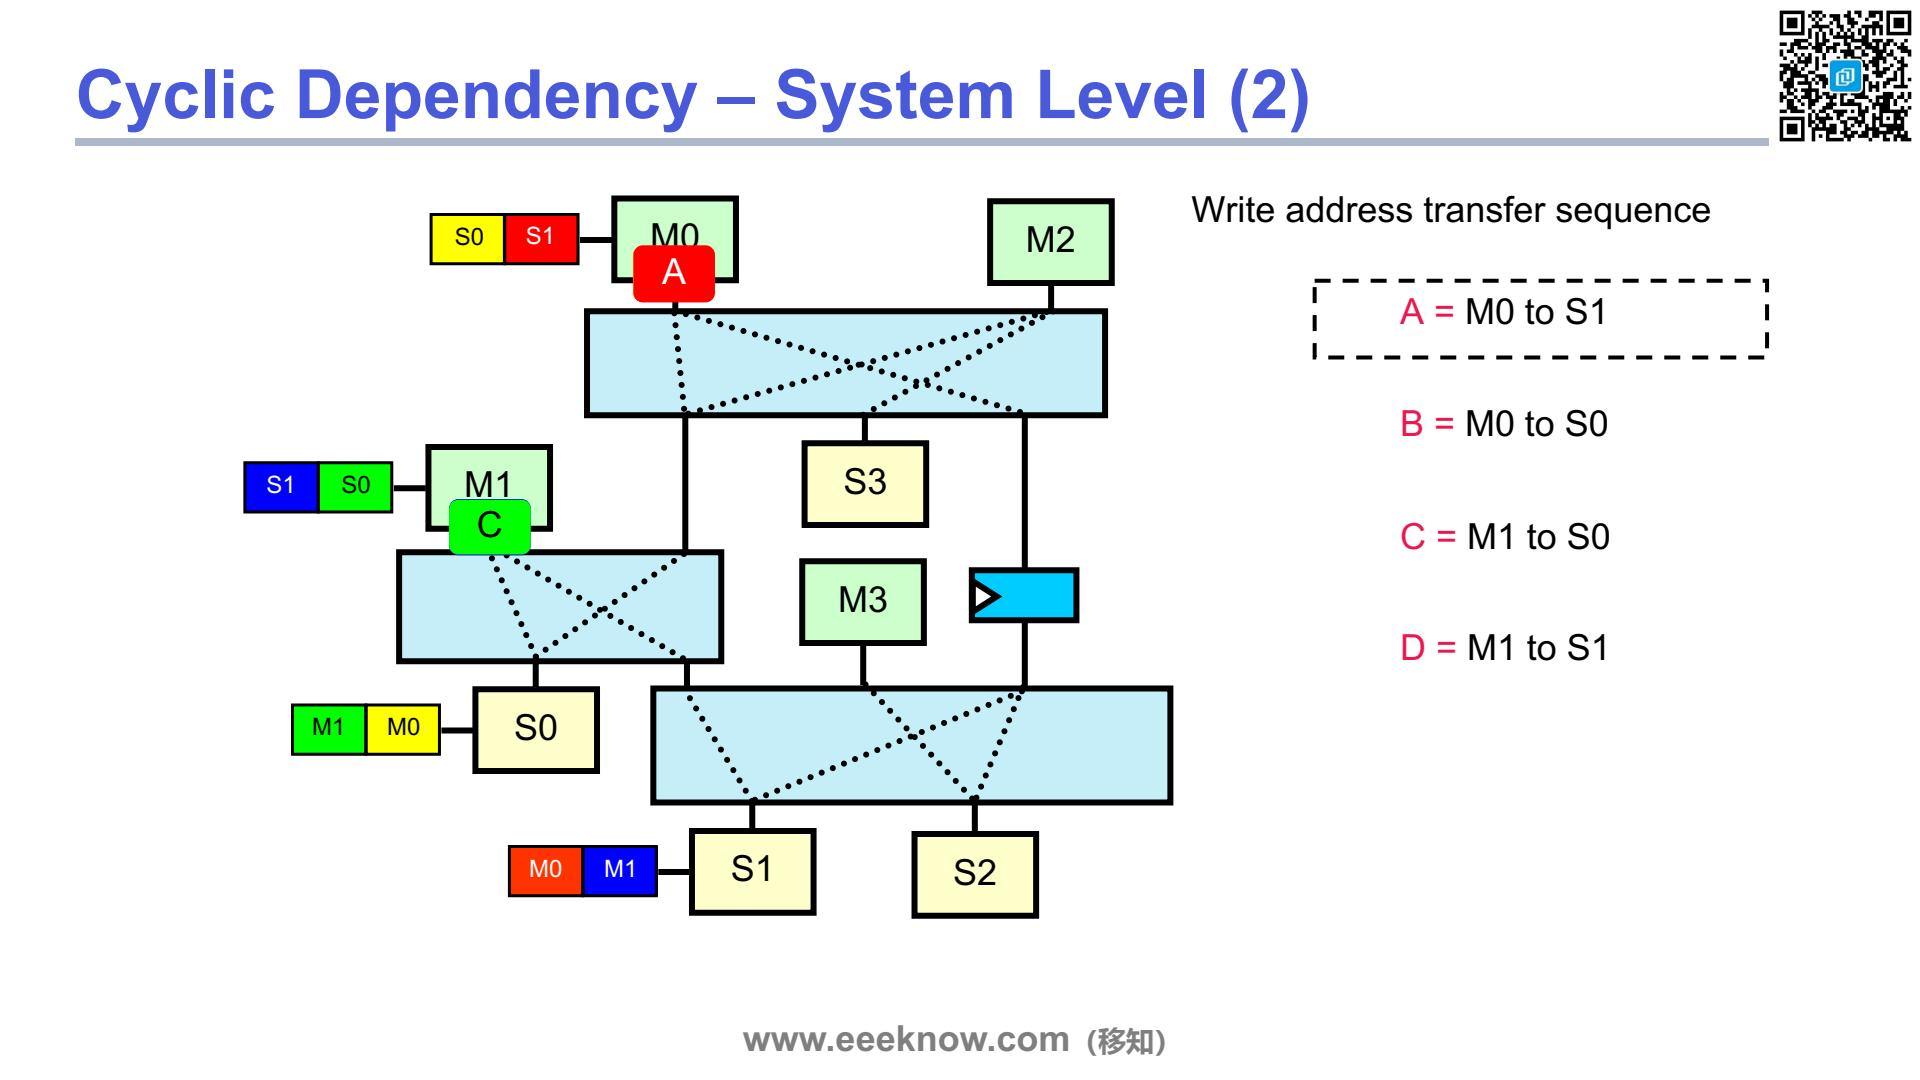 Cyclic Dependency – System Level (2)
Write address transfer sequence
S0 S1 M0 M2
A
A = M0 to S1
B = M0 to S0
S1 S0 M1 S3
C
C = M1 to S0
M3
D = M1 to S1
M1 M0 S0
M0 M1 S1 S2
www.eeeknow.com (移知)